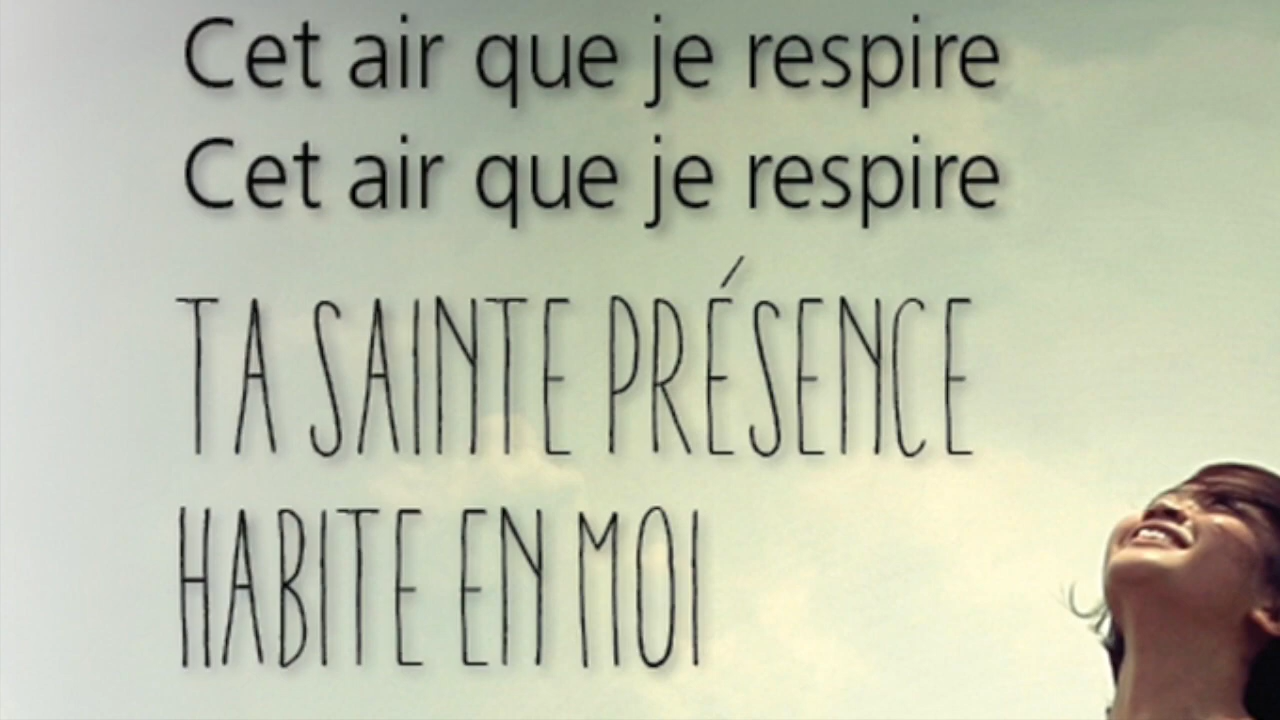 Cet air que je respire
Cet air que je respire
TA SAINTE PRÉSENCE
HABITE EN MOI